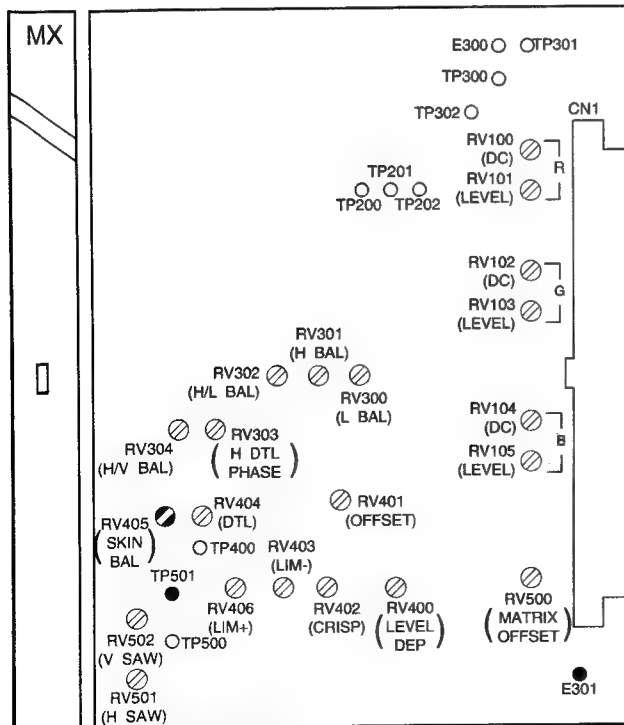 MX
E300
TP301
TP300
TP302
CN1
RV100
(DC)
R
RV101
(LEVEL)
TP201
TP200
TP202
RV102
(DC)
G
RV103
(LEVEL)
RV301
(H BAL)
RV302
(H/L BAL)
RV300
(L BAL)
RV104
(DC)
B
RV105
(LEVEL)
RV304
(H/V BAL)
RV303
(H DTL
PHASE)
RV404
(DTL)
RV401
(OFFSET)
RV405
(SKIN
BAL)
TP400
RV403
(LIM-)
TP501
RV406
(LIM+)
RV402
(CRISP)
RV400
(LEVEL
DEP)
RV500
(MATRIX
OFFSET)
RV502
(V SAW)
TP500
RV501
(H SAW)
E301